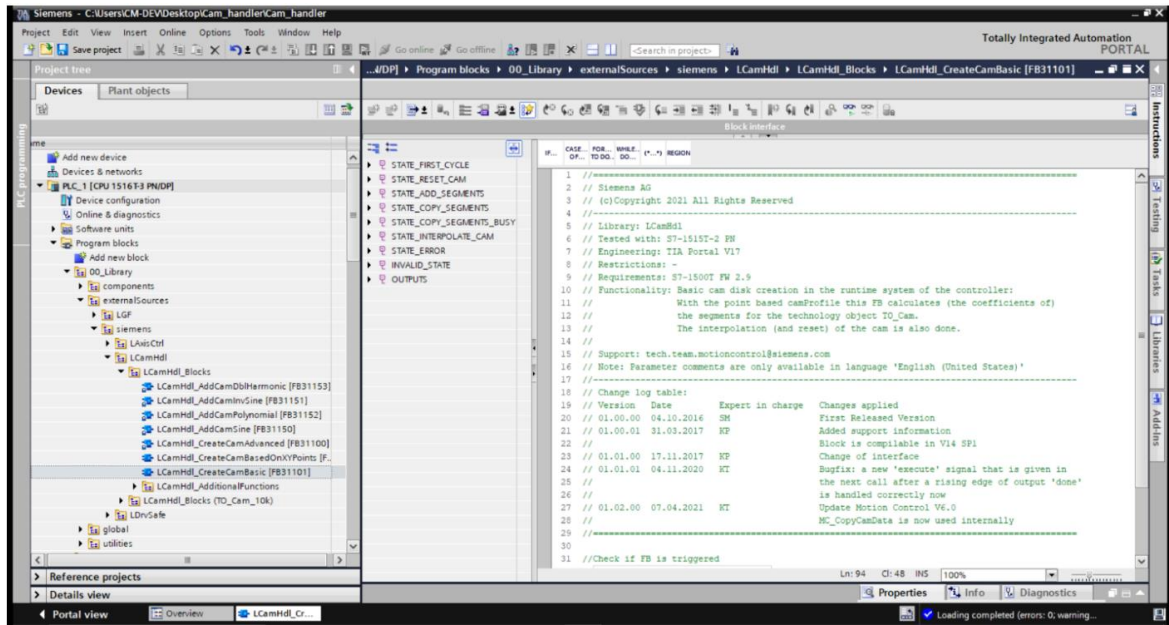 Siemens - C:\Users\CM-DEV\Desktop\Cam_handler\Cam_handler
Project Edit View Insert Online Options Tools Window Help
Totally Integrated Automation
PORTAL
Save project Go online Go offline <Search in project>
Project tree
...I/DP] ▸ Program blocks ▸ 00_Library ▸ externalSources ▸ siemens ▸ LCamHdl ▸ LCamHdl_Blocks ▸ LCamHdl_CreateCamBasic [FB31101]
Devices Plant objects
Block interface
PLC programming
ame
Add new device
Devices & networks
PLC_1 [CPU 1516T-3 PN/DP]
Device configuration
Online & diagnostics
Software units
Program blocks
Add new block
00_Library
components
externalSources
LGF
siemens
LAxisCtrl
LCamHdl
LCamHdl_Blocks
LCamHdl_AddCamDblHarmonic [FB31153]
LCamHdl_AddCamInvSine [FB31151]
LCamHdl_AddCamPolynomial [FB31152]
LCamHdl_AddCamSine [FB31150]
LCamHdl_CreateCamAdvanced [FB31100]
LCamHdl_CreateCamBasedOnXYPoints [F...
LCamHdl_CreateCamBasic [FB31101]
LCamHdl_AdditionalFunctions
LCamHdl_Blocks (TO_Cam_10k)
LDrvSafe
global
utilities
Reference projects
Details view
STATE_FIRST_CYCLE
STATE_RESET_CAM
STATE_ADD_SEGMENTS
STATE_COPY_SEGMENTS
STATE_COPY_SEGMENTS_BUSY
STATE_INTERPOLATE_CAM
STATE_ERROR
INVALID_STATE
OUTPUTS
IF... CASE... FOR... WHILE... (*...*) REGION
OF... TO DO... DO...
1 //=============================================================================
2 // Siemens AG
3 // (c)Copyright 2021 All Rights Reserved
4 //-----------------------------------------------------------------------------
5 // Library: LCamHdl
6 // Tested with: S7-1515T-2 PN
7 // Engineering: TIA Portal V17
8 // Restrictions: -
9 // Requirements: S7-1500T FW 2.9
10 // Functionality: Basic cam disk creation in the runtime system of the controller:
11 // With the point based camProfile this FB calculates (the coefficients of)
12 // the segments for the technology object TO_Cam.
13 // The interpolation (and reset) of the cam is also done.
14 //
15 // Support: tech.team.motioncontrol@siemens.com
16 // Note: Parameter comments are only available in language 'English (United States)'
17 //-----------------------------------------------------------------------------
18 // Change log table:
19 // Version Date Expert in charge Changes applied
20 // 01.00.00 04.10.2016 SM First Released Version
21 // 01.00.01 31.03.2017 KP Added support information
22 // Block is compilable in V14 SP1
23 // 01.01.00 17.11.2017 KP Change of interface
24 // 01.01.01 04.11.2020 KT Bugfix: a new 'execute' signal that is given in
25 // the next call after a rising edge of output 'done'
26 // is handled correctly now
27 // 01.02.00 07.04.2021 KT Update Motion Control V6.0
28 // MC_CopyCamData is now used internally
29 //=============================================================================
30
31 //Check if FB is triggered
Ln: 94 Cl: 48 INS 100%
Properties Info Diagnostics
Instructions
Testing
Tasks
Libraries
Add-Ins
Portal view Overview LCamHdl_Cr...
Loading completed (errors: 0; warning...